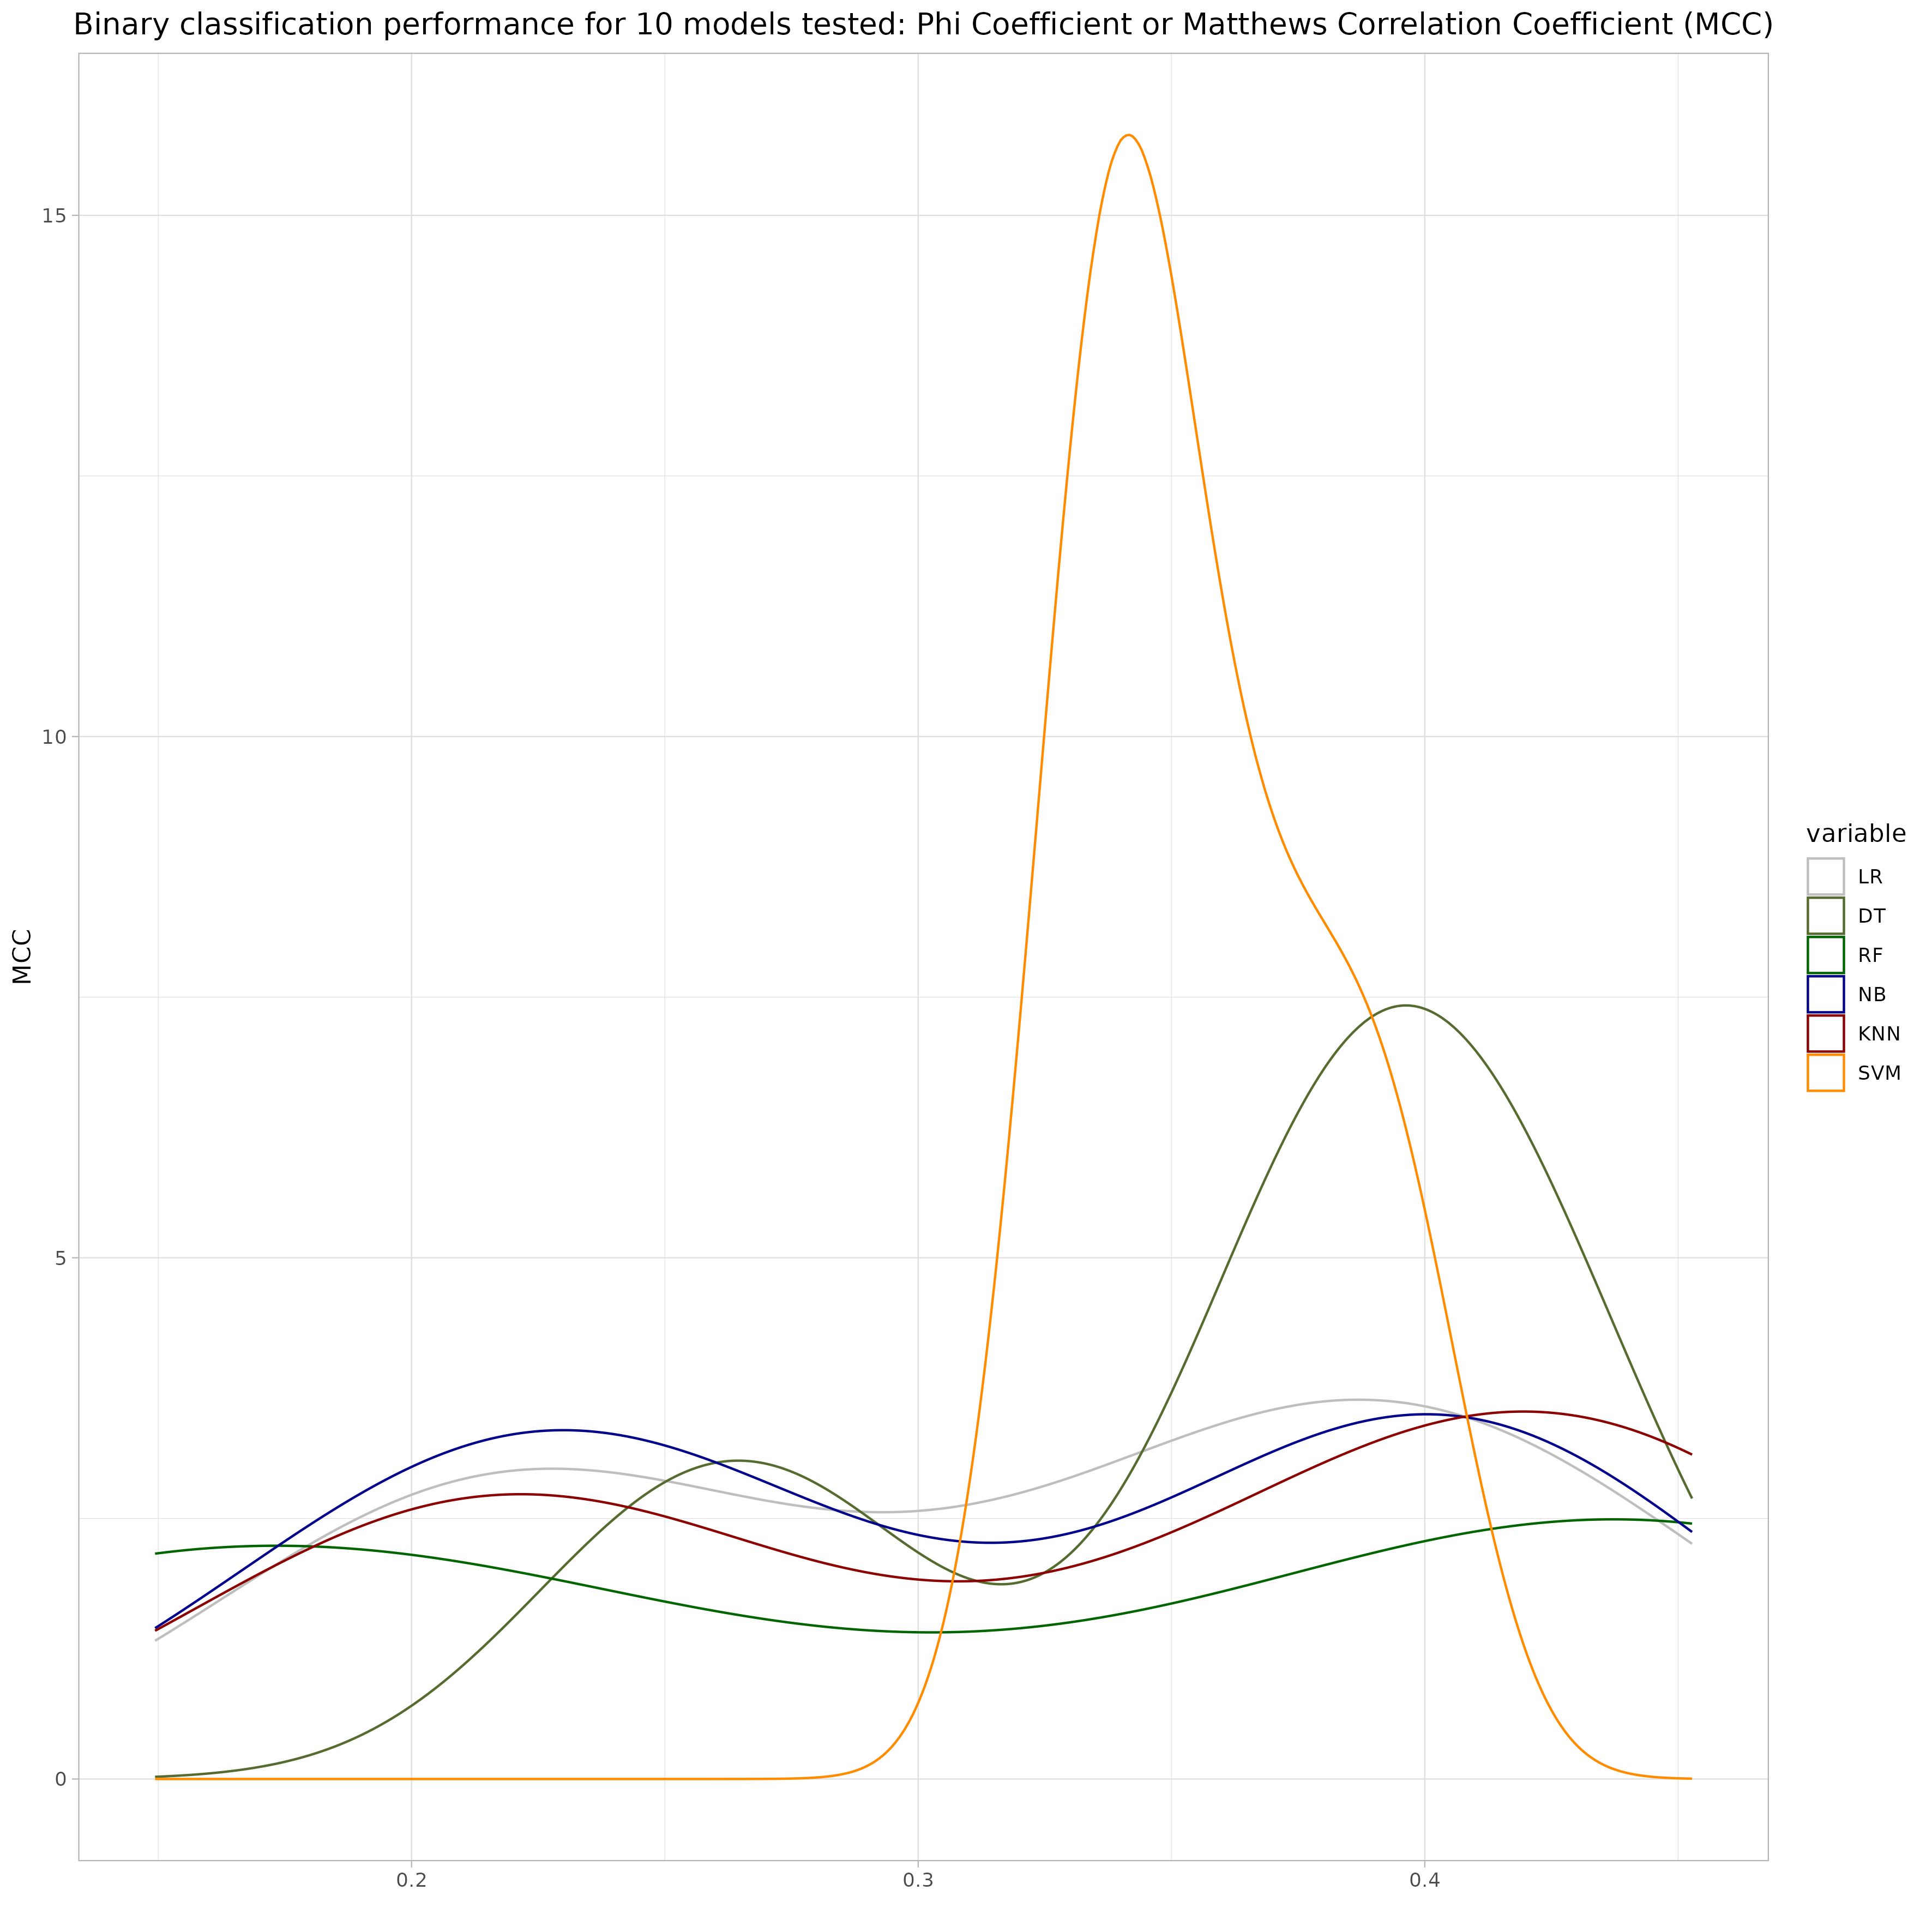 Binary classification performance for 10 models tested: Phi Coefficient or Matthews Correlation Coefficient (MCC)
MCC
15
10
5
0
0.2
0.3
0.4
variable
LR
DT
RF
NB
KNN
SVM